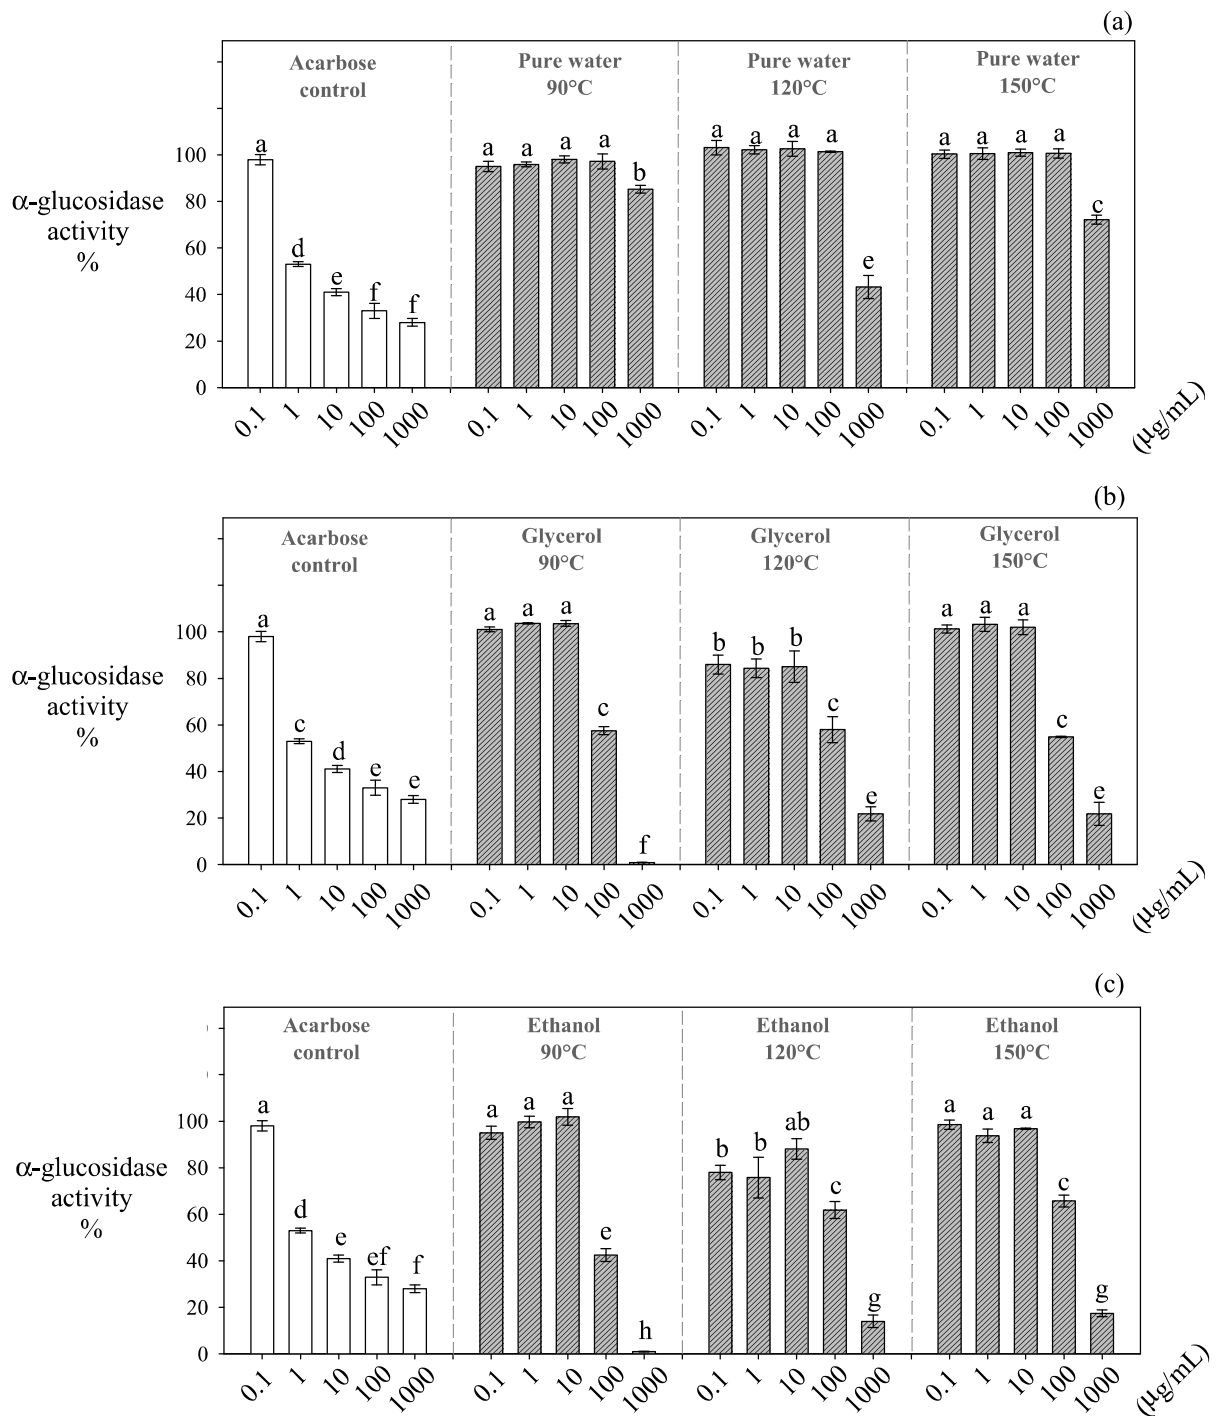 (a)
Acarbose control
Pure water 90°C
Pure water 120°C
Pure water 150°C
α-glucosidase activity %
100
80
60
40
20
0
a d e f f
a a a a b
a a a a e
a a a a c
0.1 1 10 100 1000
0.1 1 10 100 1000
0.1 1 10 100 1000
0.1 1 10 100 1000
(µg/mL)
(b)
Acarbose control
Glycerol 90°C
Glycerol 120°C
Glycerol 150°C
α-glucosidase activity %
100
80
60
40
20
0
a c d e e
a a a c f
b b b c e
a a a c e
0.1 1 10 100 1000
0.1 1 10 100 1000
0.1 1 10 100 1000
0.1 1 10 100 1000
(µg/mL)
(c)
Acarbose control
Ethanol 90°C
Ethanol 120°C
Ethanol 150°C
α-glucosidase activity %
100
80
60
40
20
0
a d e ef f
a a a e h
b b ab c g
a a a c g
0.1 1 10 100 1000
0.1 1 10 100 1000
0.1 1 10 100 1000
0.1 1 10 100 1000
(µg/mL)